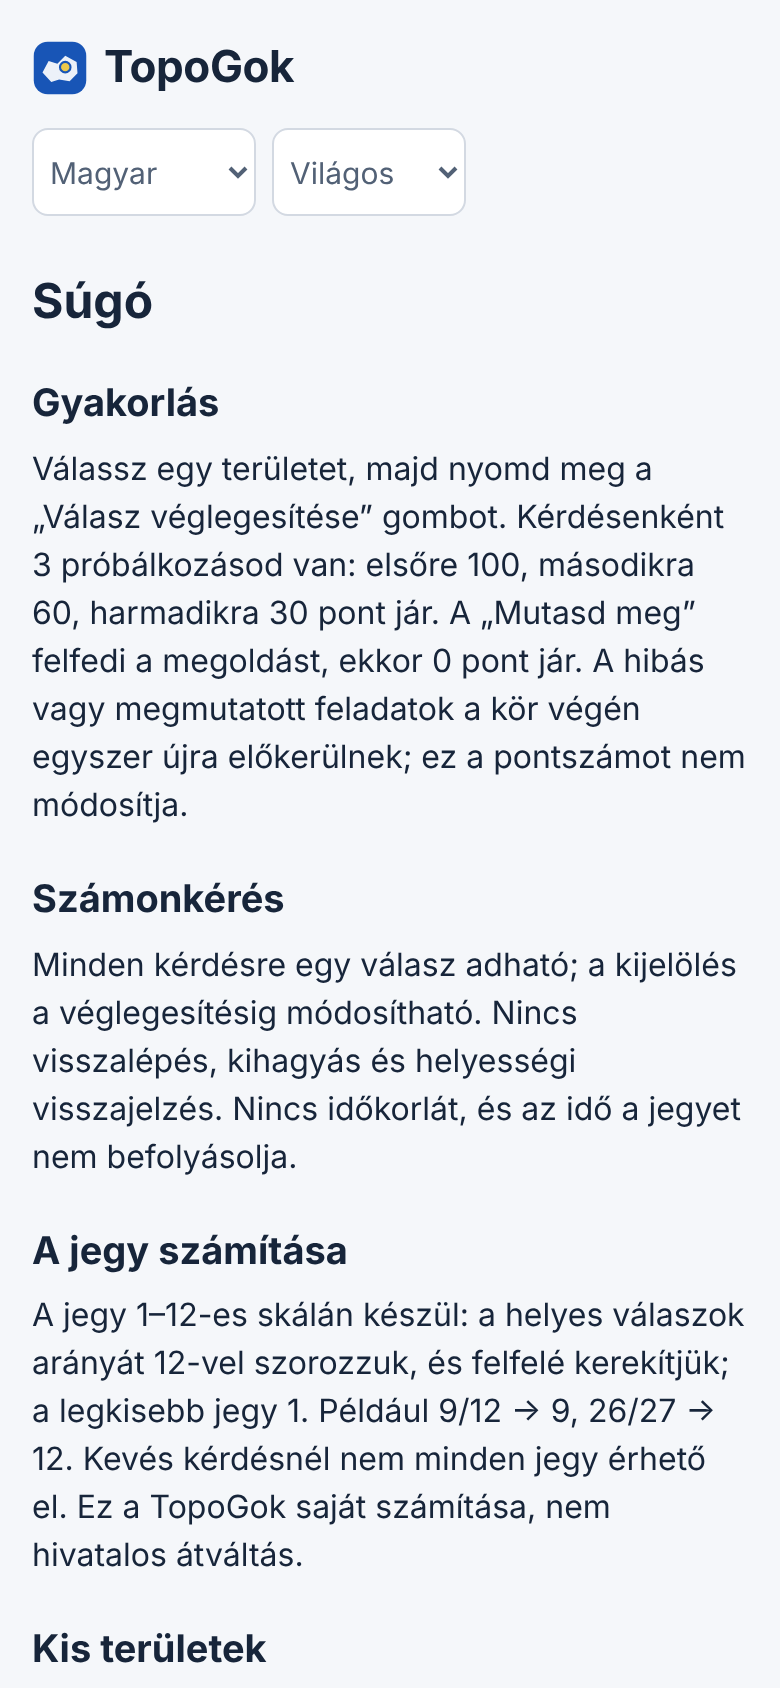 TopoGok
Magyar
Világos
Súgó
Gyakorlás
Válassz egy területet, majd nyomd meg a
„Válasz véglegesítése” gombot. Kérdésenként
3 próbálkozásod van: elsőre 100, másodikra
60, harmadikra 30 pont jár. A „Mutasd meg”
felfedi a megoldást, ekkor 0 pont jár. A hibás
vagy megmutatott feladatok a kör végén
egyszer újra előkerülnek; ez a pontszámot nem
módosítja.
Számonkérés
Minden kérdésre egy válasz adható; a kijelölés
a véglegesítésig módosítható. Nincs
visszalépés, kihagyás és helyességi
visszajelzés. Nincs időkorlát, és az idő a jegyet
nem befolyásolja.
A jegy számítása
A jegy 1–12-es skálán készül: a helyes válaszok
arányát 12-vel szorozzuk, és felfelé kerekítjük;
a legkisebb jegy 1. Például 9/12 → 9, 26/27 →
12. Kevés kérdésnél nem minden jegy érhető
el. Ez a TopoGok saját számítása, nem
hivatalos átváltás.
Kis területek